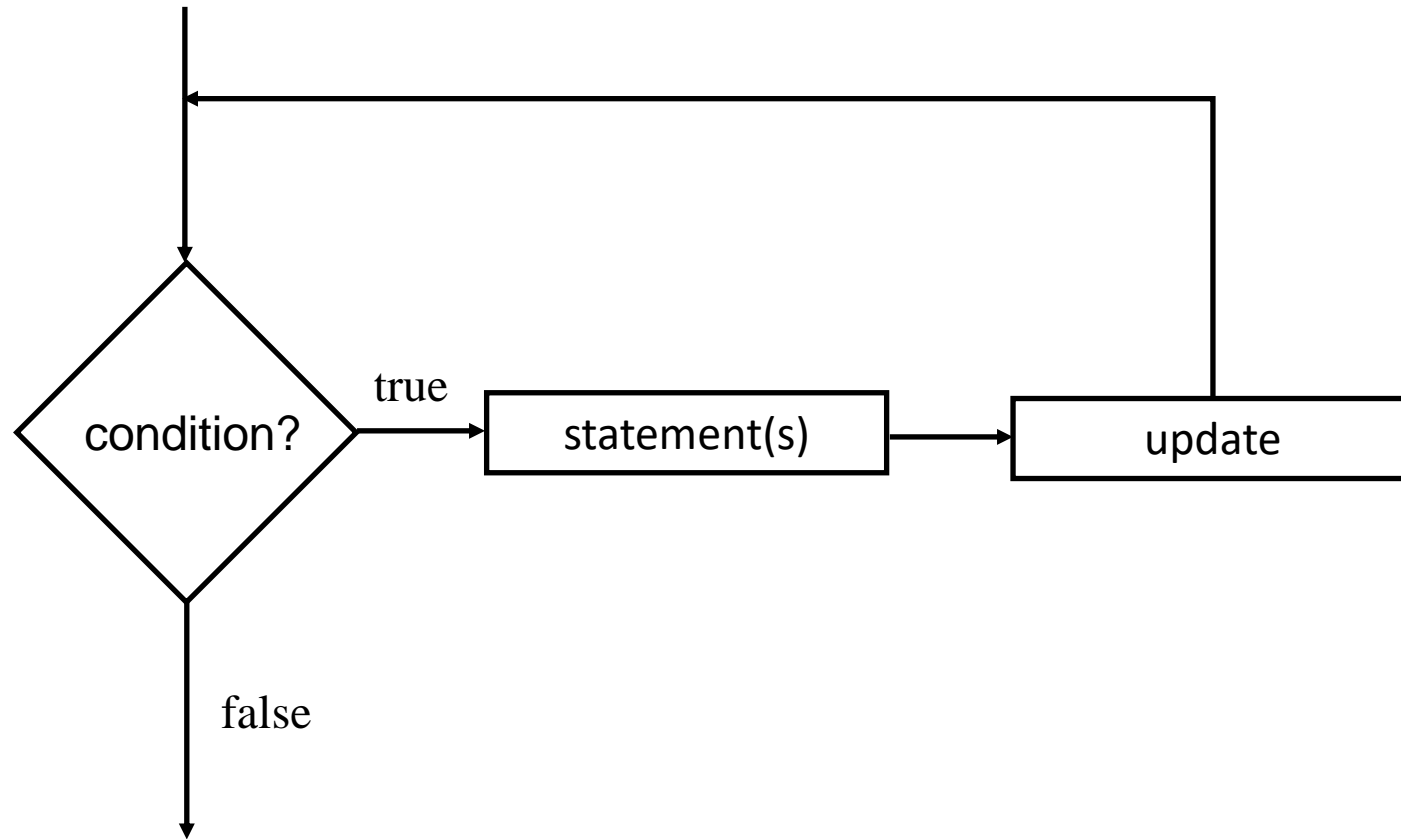 true
condition?
statement(s)
update
false